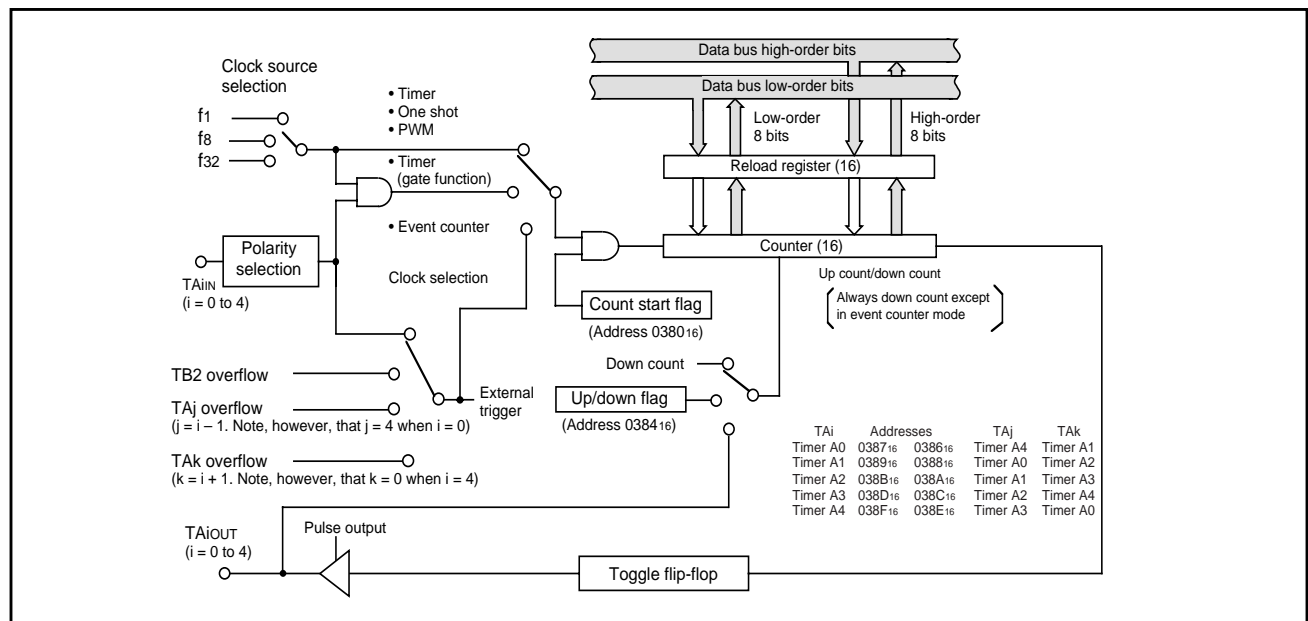 Data bus high-order bits
Data bus low-order bits
Clock source
selection
f1
f8
f32
• Timer
• One shot
• PWM
• Timer
(gate function)
• Event counter
Clock selection
Low-order
8 bits
High-order
8 bits
Reload register (16)
Counter (16)
Polarity
selection
TAiIN
(i = 0 to 4)
Up count/down count
Always down count except
in event counter mode
Count start flag
(Address 038016)
TB2 overflow
TAj overflow
(j = i – 1. Note, however, that j = 4 when i = 0)
TAk overflow
(k = i + 1. Note, however, that k = 0 when i = 4)
External
trigger
Down count
Up/down flag
(Address 038416)
TAi Addresses TAj TAk
Timer A0 038716 038616 Timer A4 Timer A1
Timer A1 038916 038816 Timer A0 Timer A2
Timer A2 038B16 038A16 Timer A1 Timer A3
Timer A3 038D16 038C16 Timer A2 Timer A4
Timer A4 038F16 038E16 Timer A3 Timer A0
TAiOUT
(i = 0 to 4)
Pulse output
Toggle flip-flop